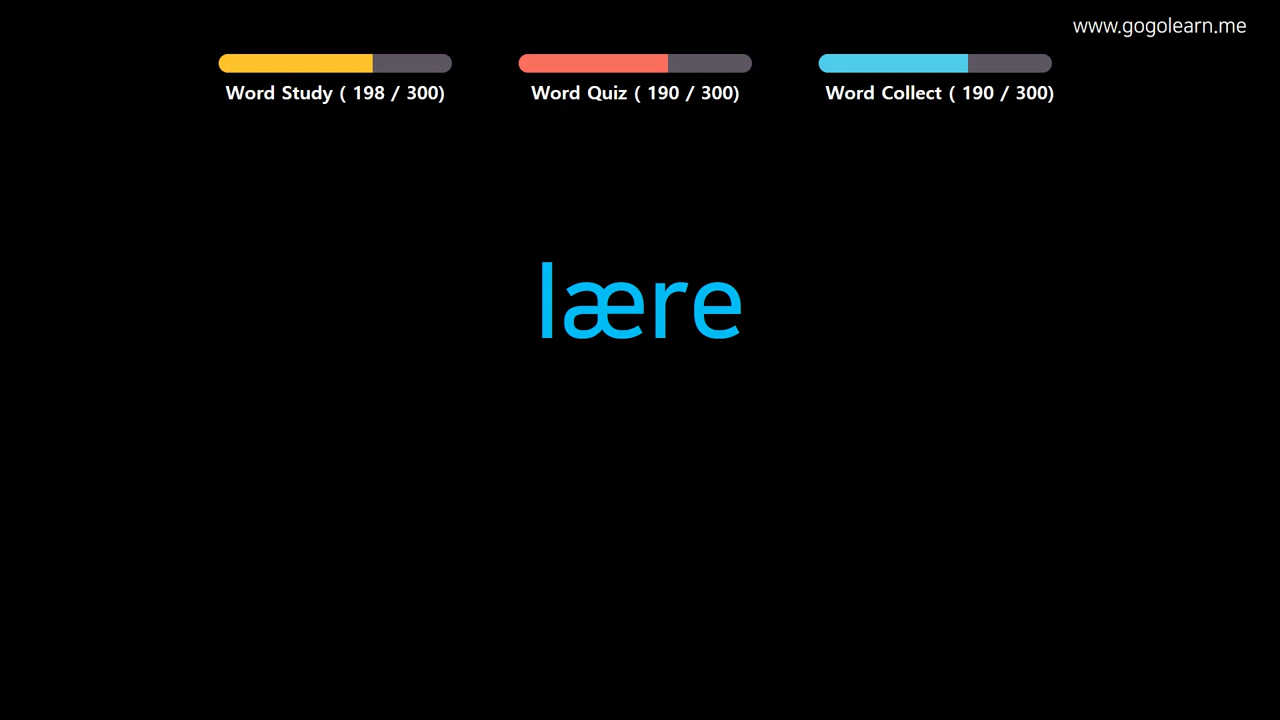 www.gogolearn.me
Word Study ( 198 / 300)
Word Quiz ( 190 / 300)
Word Collect ( 190 / 300)
lære